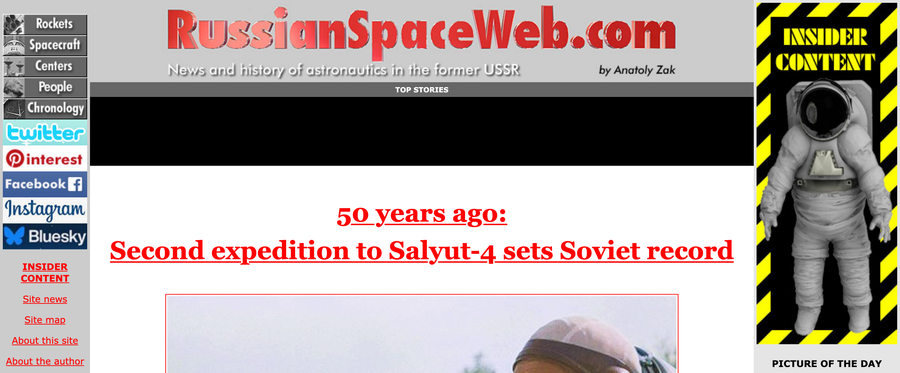 Rockets
Spacecraft
Centers
People
Chronology
twitter
Pinterest
Facebook
Instagram
Bluesky
INSIDER
CONTENT
Site news
Site map
About this site
About the author
RussianSpaceWeb.com
News and history of astronautics in the former USSR
by Anatoly Zak
TOP STORIES
50 years ago:
Second expedition to Salyut-4 sets Soviet record
INSIDER
CONTENT
PICTURE OF THE DAY